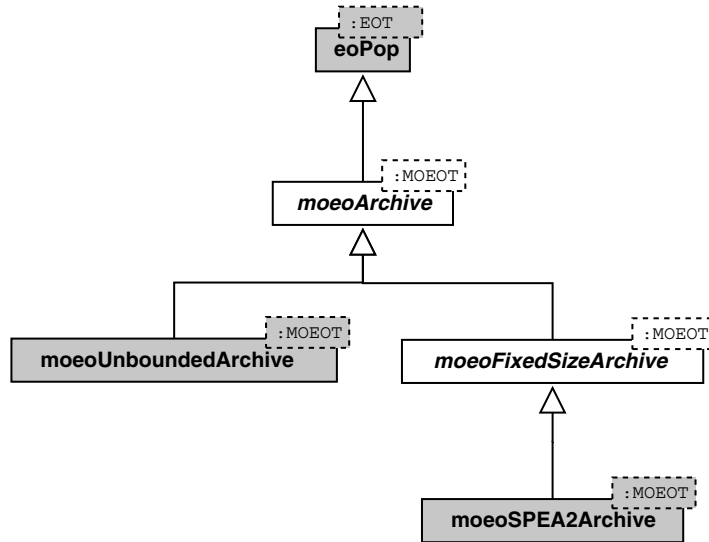 :EOT
eoPop
:MOEOT
moeoArchive
:MOEOT
moeoUnboundedArchive
:MOEOT
moeoFixedSizeArchive
:MOEOT
moeoSPEA2Archive